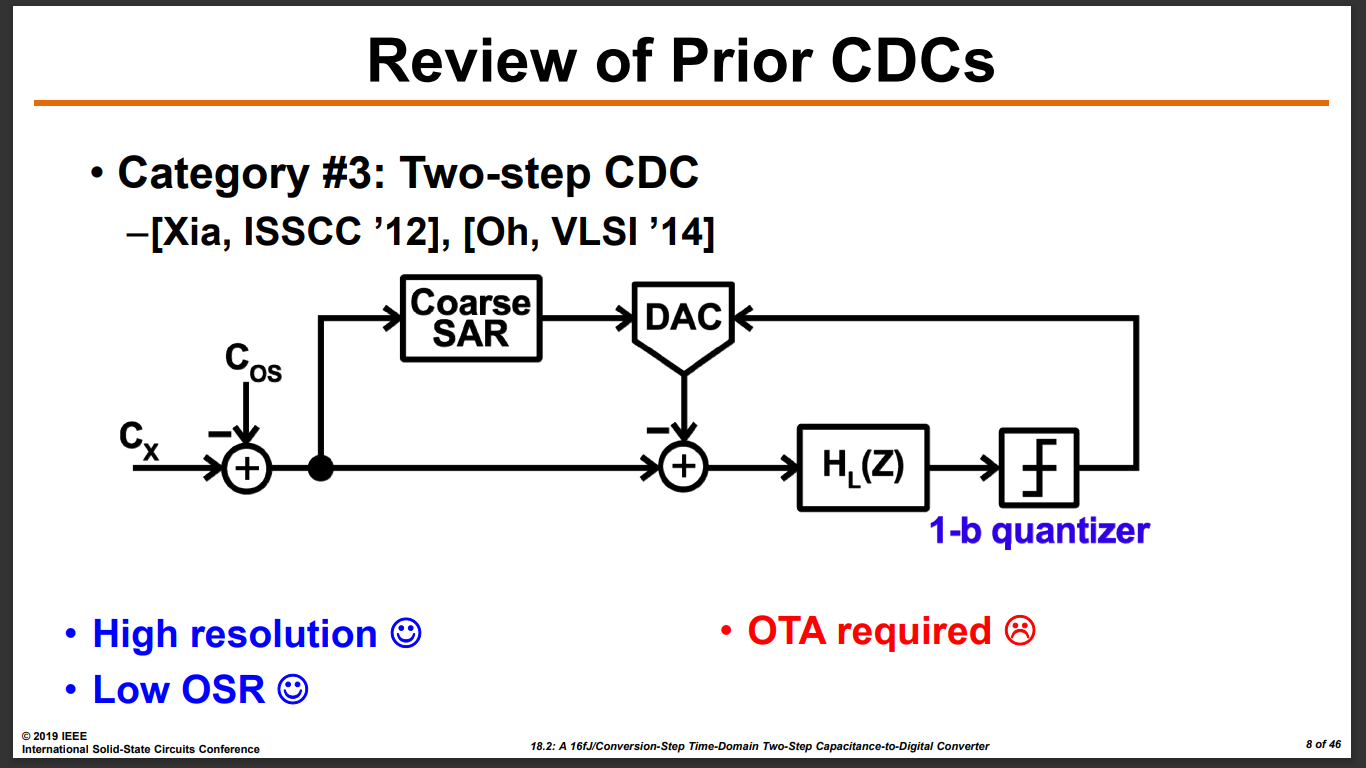 Review of Prior CDCs
• Category #3: Two-step CDC
–[Xia, ISSCC ’12], [Oh, VLSI ’14]
Coarse
SAR
DAC
COS
–
CX
+
–
+
HL(Z)
1-b quantizer
• High resolution ☺
• Low OSR ☺
• OTA required ☹
© 2019 IEEE
International Solid-State Circuits Conference
18.2: A 16fJ/Conversion-Step Time-Domain Two-Step Capacitance-to-Digital Converter
8 of 46